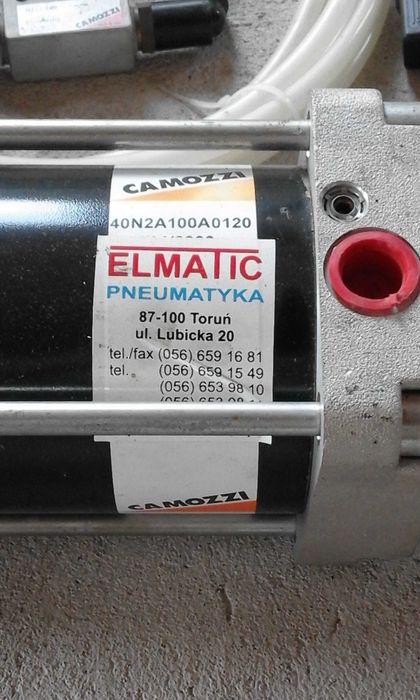 CAMOZZI
CAMOZZI
40N2A100A0120
ELMATIC
PNEUMATYKA
87-100 Toruń
ul. Lubicka 20
tel./fax (056) 659 16 81
tel. (056) 659 15 49
(056) 653 98 10
CAMOZZI